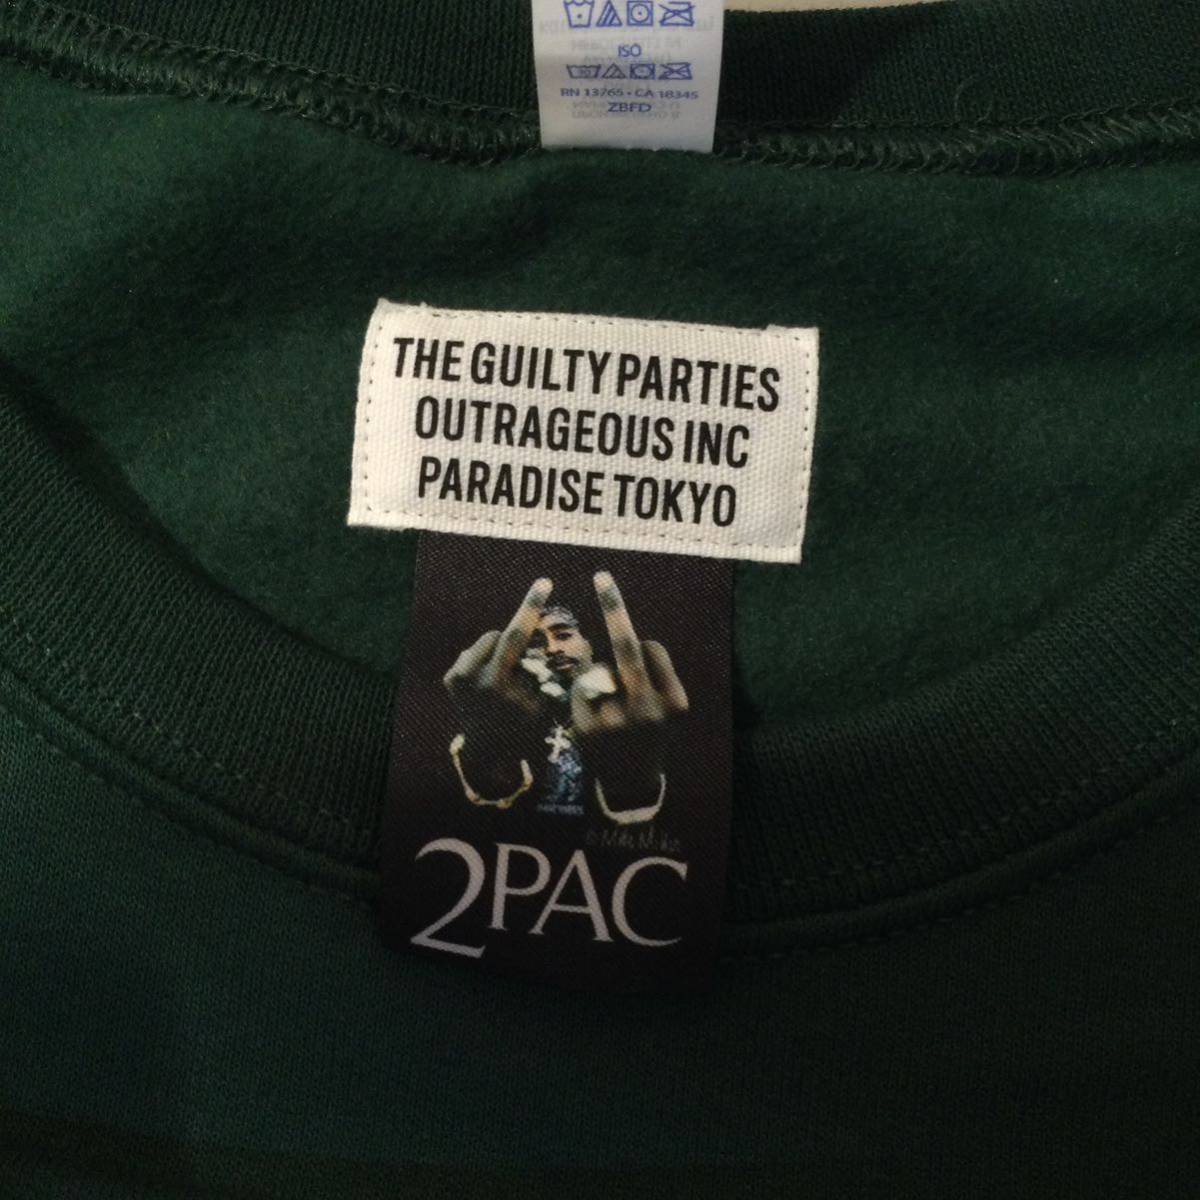 ISO
RN 13765 • CA 18345
ZBFD
THE GUILTY PARTIES
OUTRAGEOUS INC
PARADISE TOKYO
2PAC